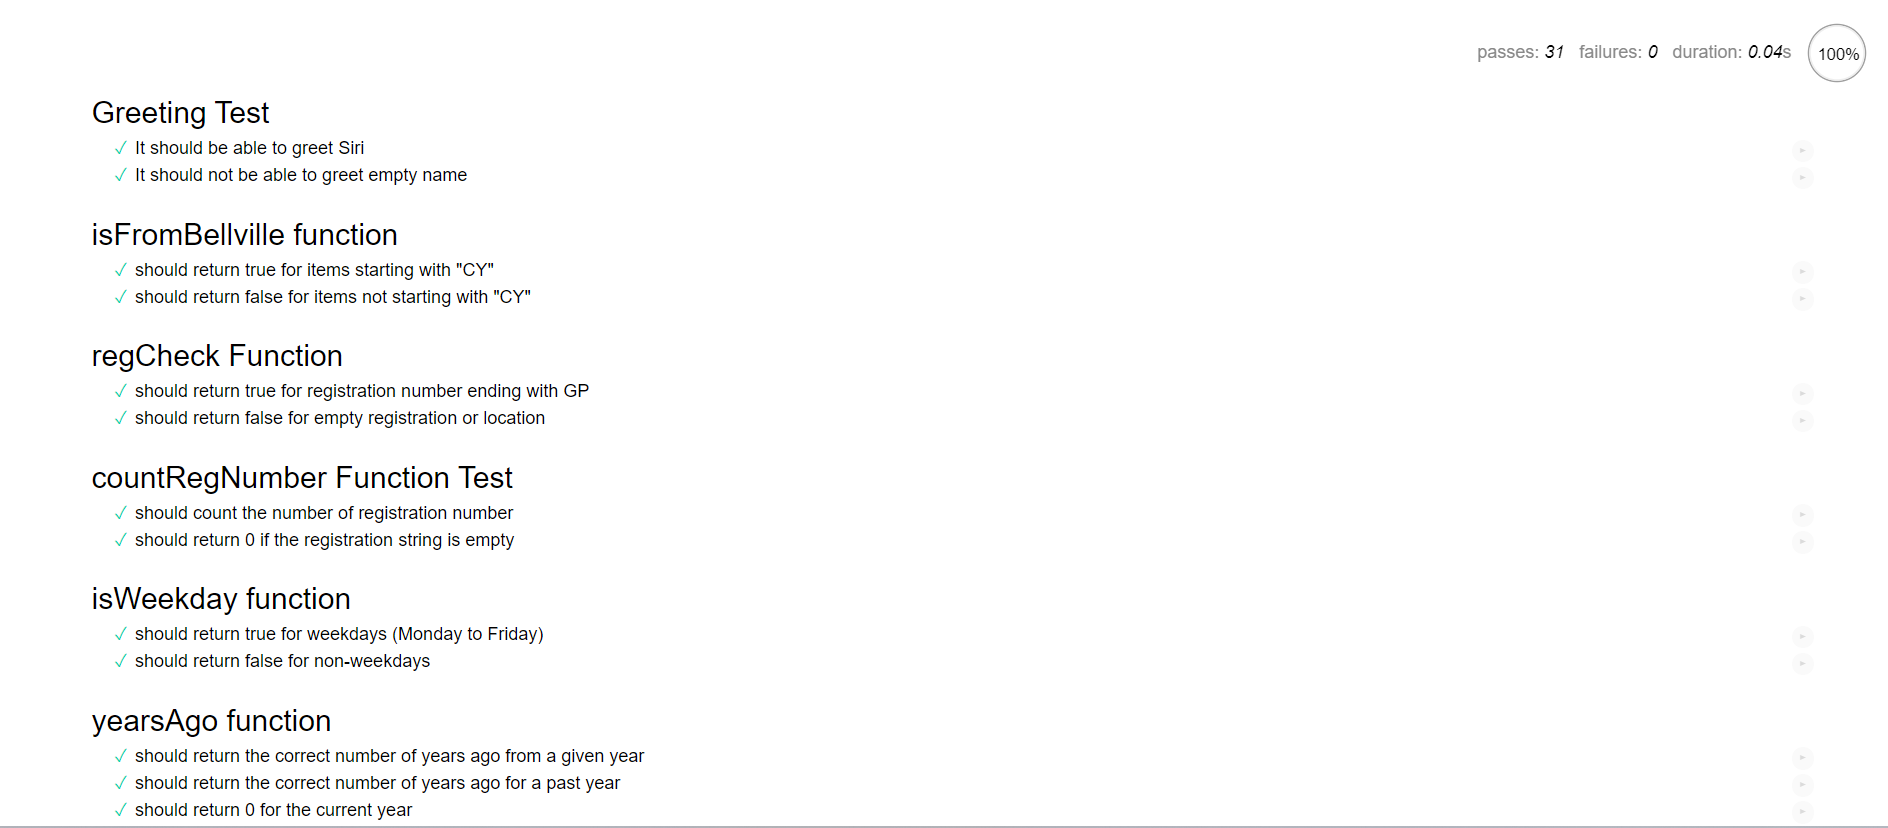 passes: 31 failures: 0 duration: 0.04s 100%
Greeting Test
✓ It should be able to greet Siri
✓ It should not be able to greet empty name
isFromBellville function
✓ should return true for items starting with "CY"
✓ should return false for items not starting with "CY"
regCheck Function
✓ should return true for registration number ending with GP
✓ should return false for empty registration or location
countRegNumber Function Test
✓ should count the number of registration number
✓ should return 0 if the registration string is empty
isWeekday function
✓ should return true for weekdays (Monday to Friday)
✓ should return false for non-weekdays
yearsAgo function
✓ should return the correct number of years ago from a given year
✓ should return the correct number of years ago for a past year
✓ should return 0 for the current year